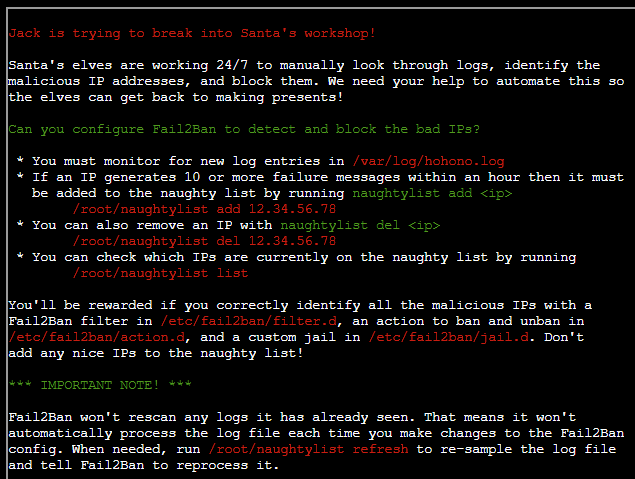 Jack is trying to break into Santa's workshop!
Santa's elves are working 24/7 to manually look through logs, identify the
malicious IP addresses, and block them. We need your help to automate this so
the elves can get back to making presents!
Can you configure Fail2Ban to detect and block the bad IPs?
* You must monitor for new log entries in /var/log/hohono.log
* If an IP generates 10 or more failure messages within an hour then it must
be added to the naughty list by running naughtylist add <ip>
/root/naughtylist add 12.34.56.78
* You can also remove an IP with naughtylist del <ip>
/root/naughtylist del 12.34.56.78
* You can check which IPs are currently on the naughty list by running
/root/naughtylist list
You'll be rewarded if you correctly identify all the malicious IPs with a
Fail2Ban filter in /etc/fail2ban/filter.d, an action to ban and unban in
/etc/fail2ban/action.d, and a custom jail in /etc/fail2ban/jail.d. Don't
add any nice IPs to the naughty list!
*** IMPORTANT NOTE! ***
Fail2Ban won't rescan any logs it has already seen. That means it won't
automatically process the log file each time you make changes to the Fail2Ban
config. When needed, run /root/naughtylist refresh to re-sample the log file
and tell Fail2Ban to reprocess it.